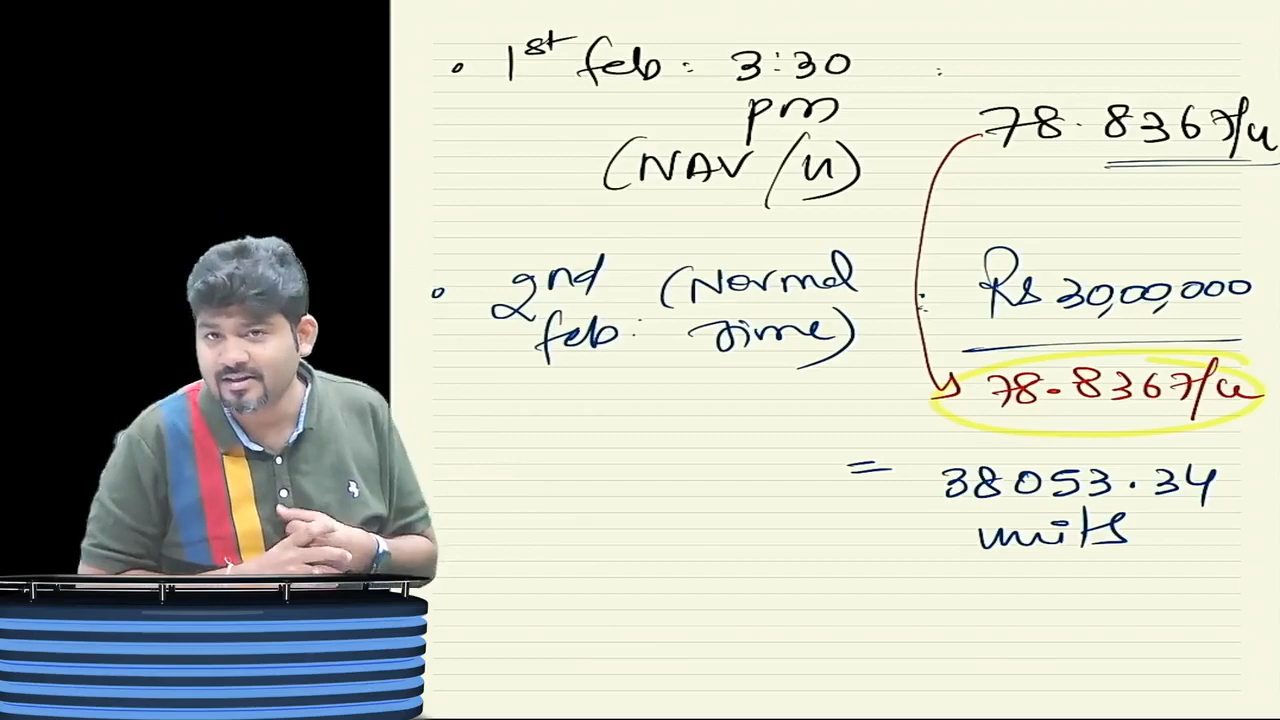 • 1st feb : 3:30 pm
(NAV/u)
: 78.8367/u
• 2nd feb : (Normal time)
: Rs 30,00,000
78.8367/u
= 38053.34 units